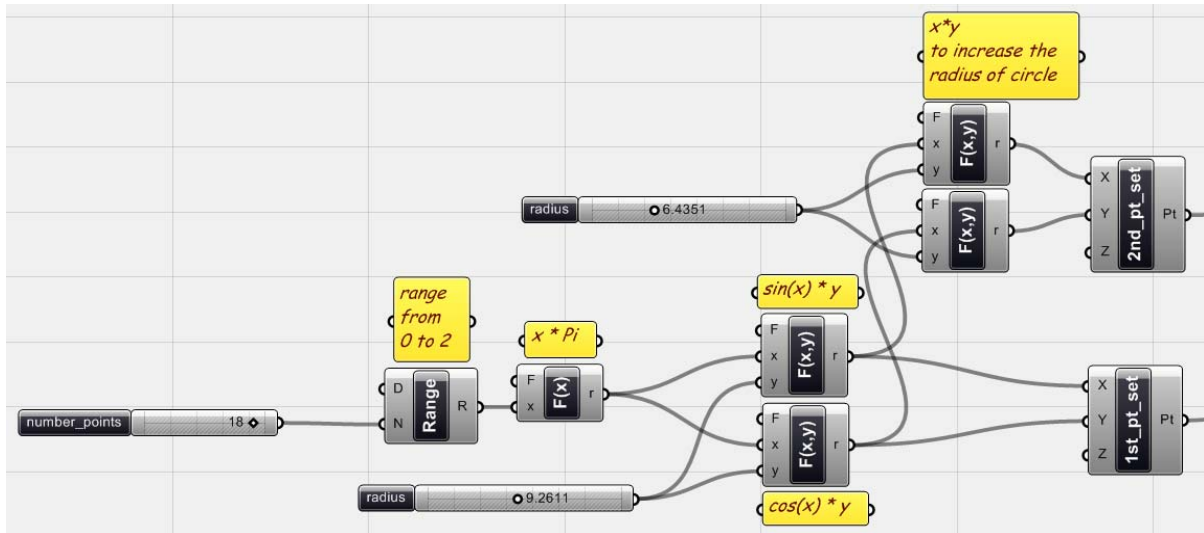 x*y
to increase the
radius of circle
F
x
y
F(x,y)
r
radius
6.4351
F
x
y
F(x,y)
r
X
Y
Z
2nd_pt_set
Pt
range
from
0 to 2
x * Pi
sin(x) * y
F
x
y
F(x,y)
r
number_points
18
D
N
Range
R
F
x
F(x)
r
F
x
y
F(x,y)
r
X
Y
Z
1st_pt_set
Pt
radius
9.2611
cos(x) * y